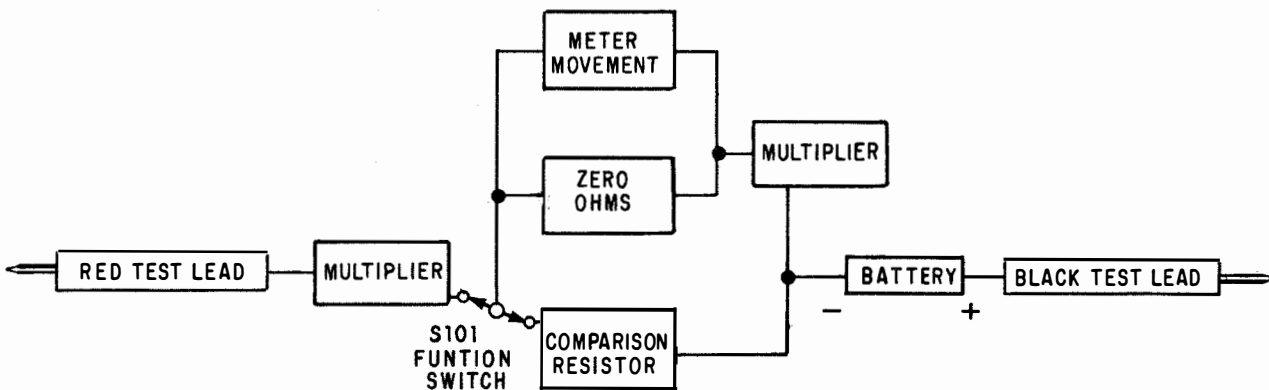 METER
MOVEMENT
MULTIPLIER
ZERO
OHMS
RED TEST LEAD
MULTIPLIER
BATTERY
BLACK TEST LEAD
-
+
S101
FUNTION
SWITCH
COMPARISON
RESISTOR